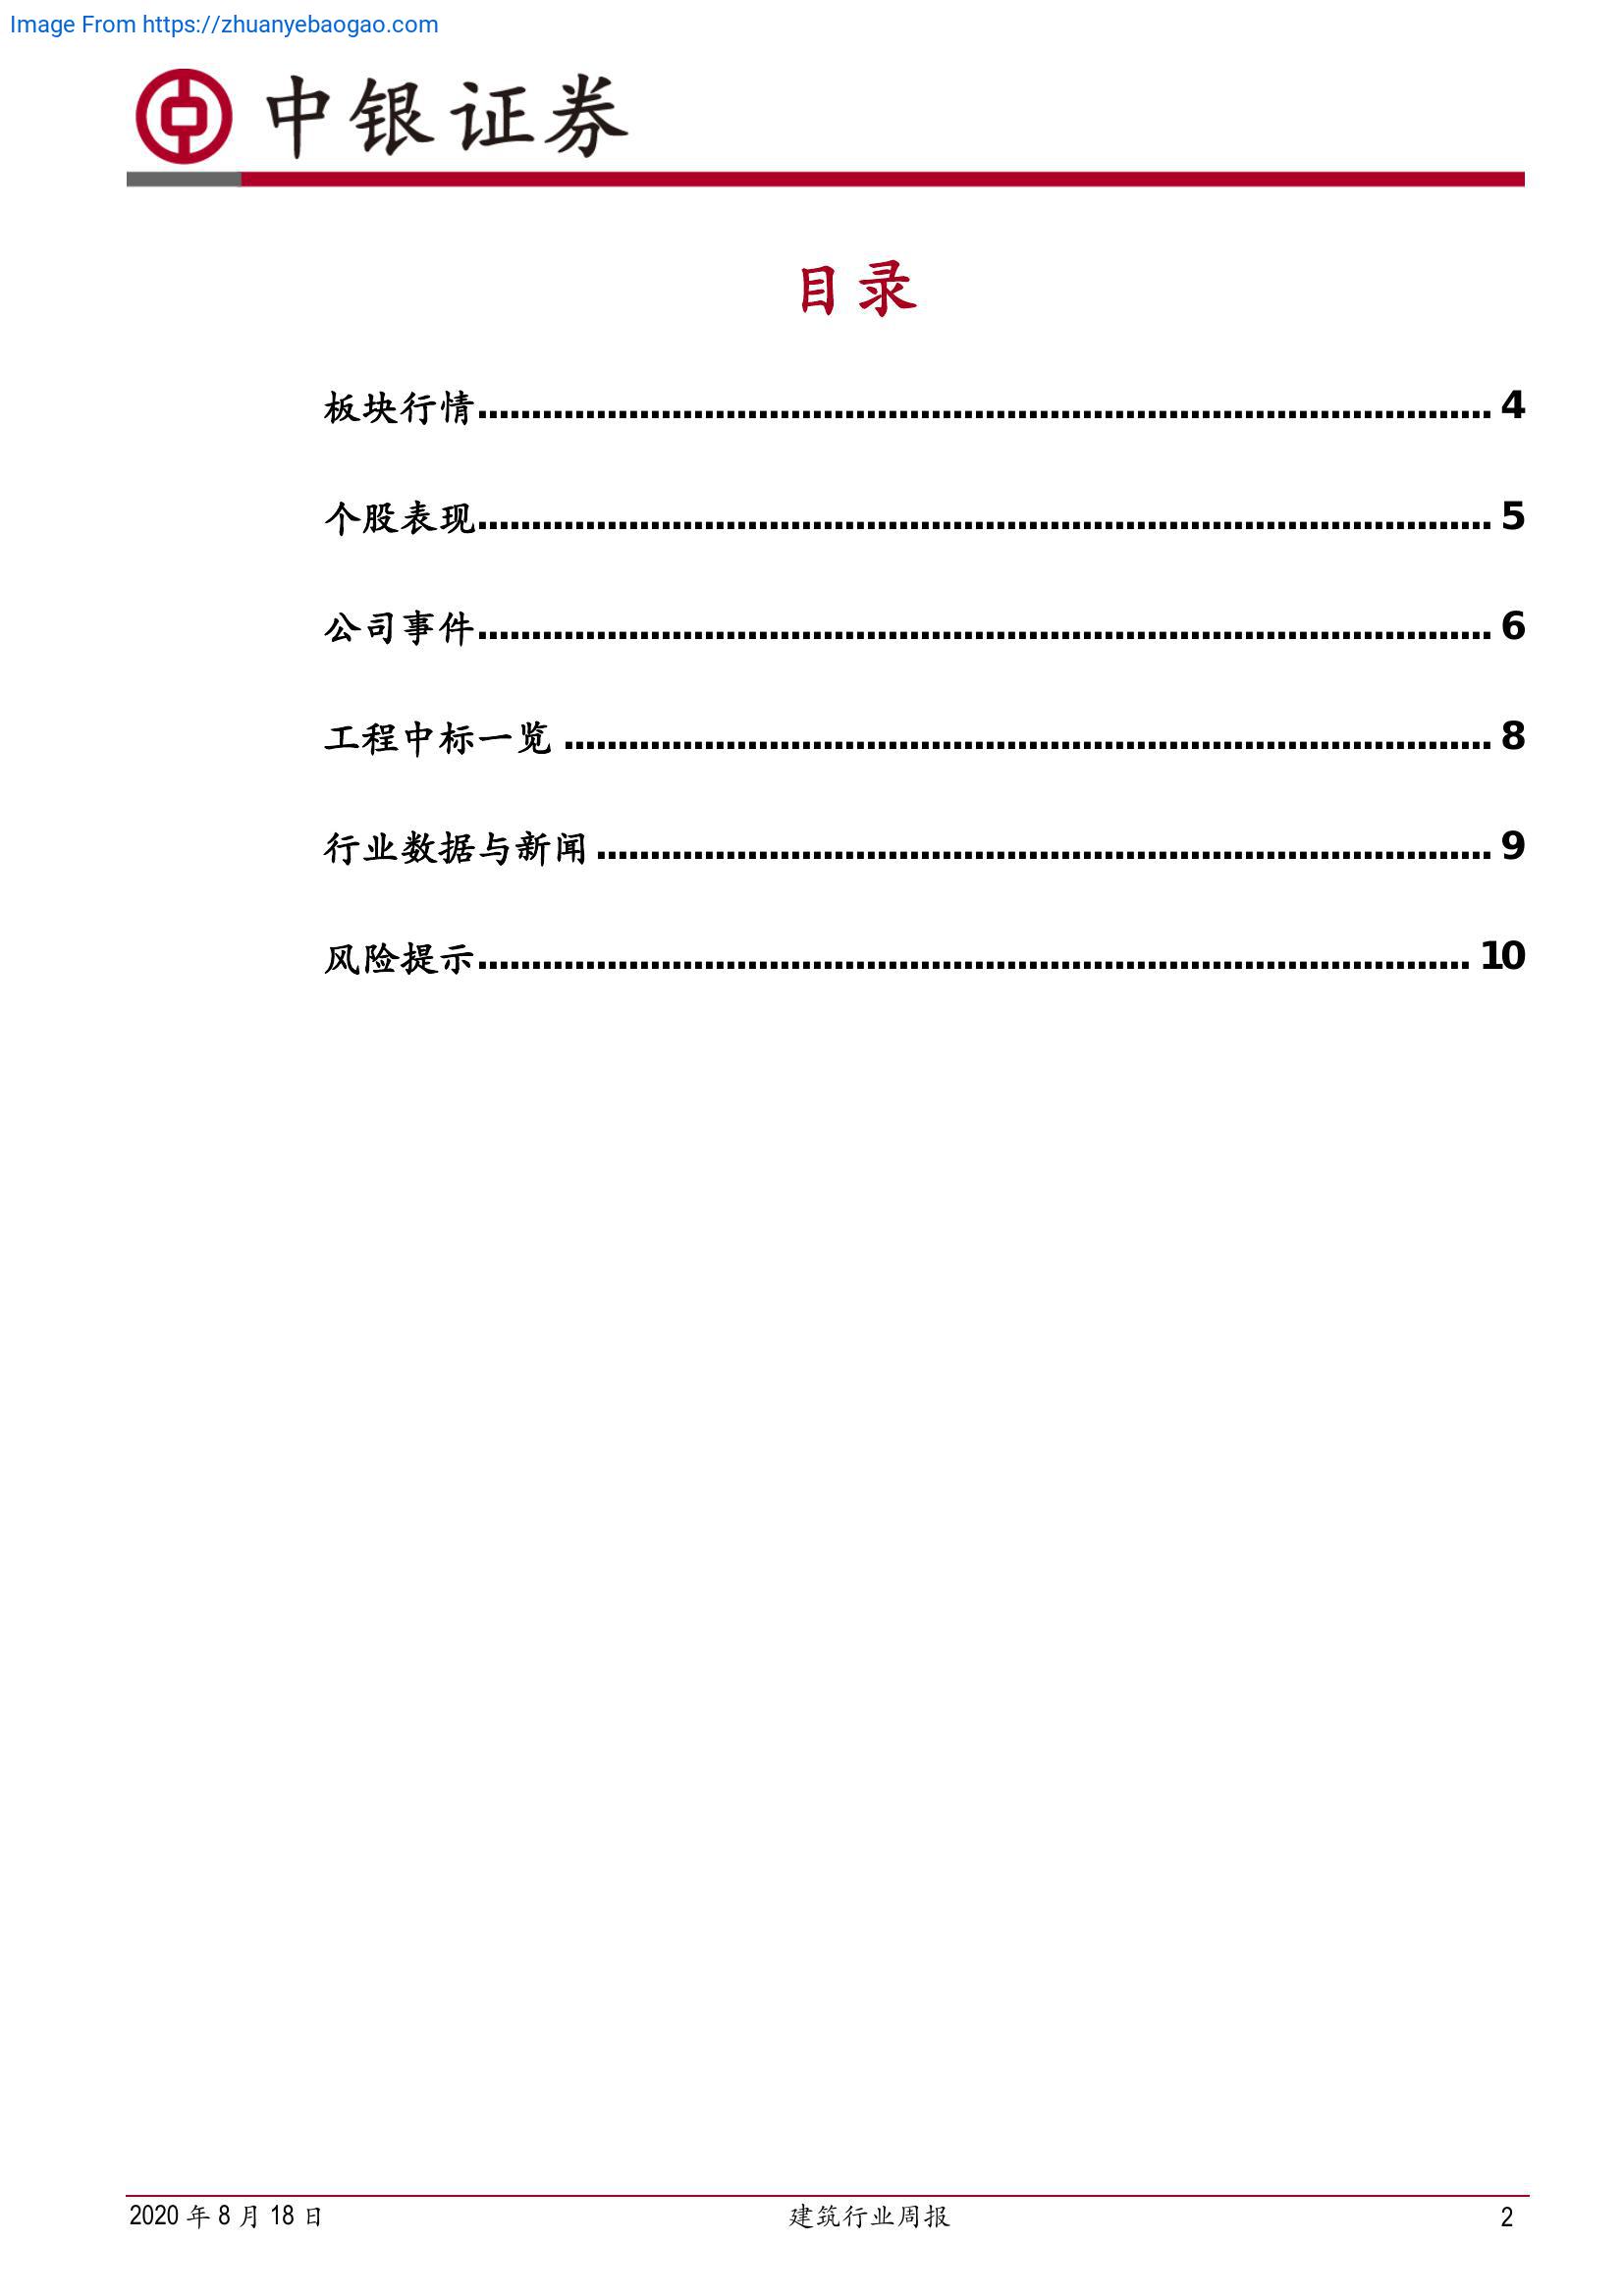 Image From https://zhuanyebaogao.com
中银证券
目录
板块行情........................................................................................................ 4
个股表现........................................................................................................ 5
公司事件........................................................................................................ 6
工程中标一览 ................................................................................................ 8
行业数据与新闻 ............................................................................................ 9
风险提示...................................................................................................... 10
2020 年 8 月 18 日 建筑行业周报 2